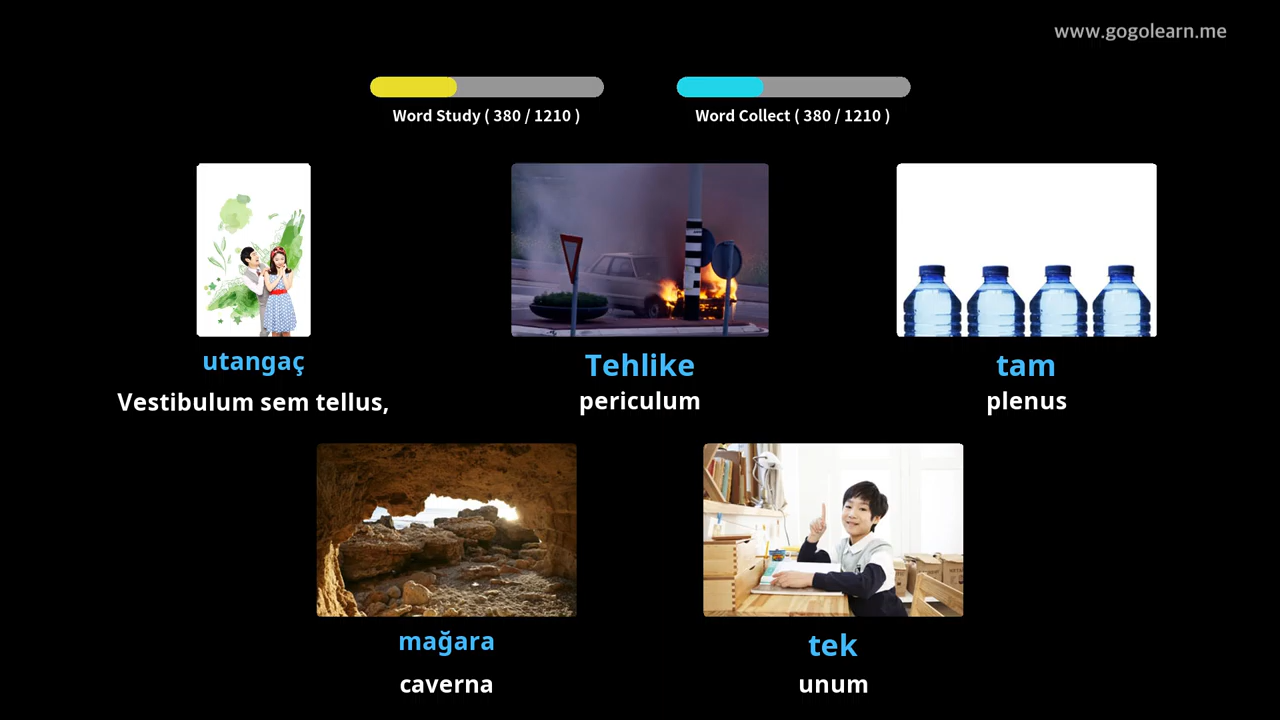 www.gogolearn.me
Word Study ( 380 / 1210 )
Word Collect ( 380 / 1210 )
utangaç
Vestibulum sem tellus,
Tehlike
periculum
tam
plenus
mağara
caverna
tek
unum